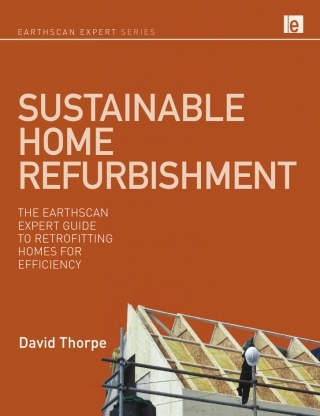 EARTHSCAN EXPERT SERIES
e
SUSTAINABLE
HOME
REFURBISHMENT
THE EARTHSCAN
EXPERT GUIDE
TO RETROFITTING
HOMES FOR
EFFICIENCY
David Thorpe